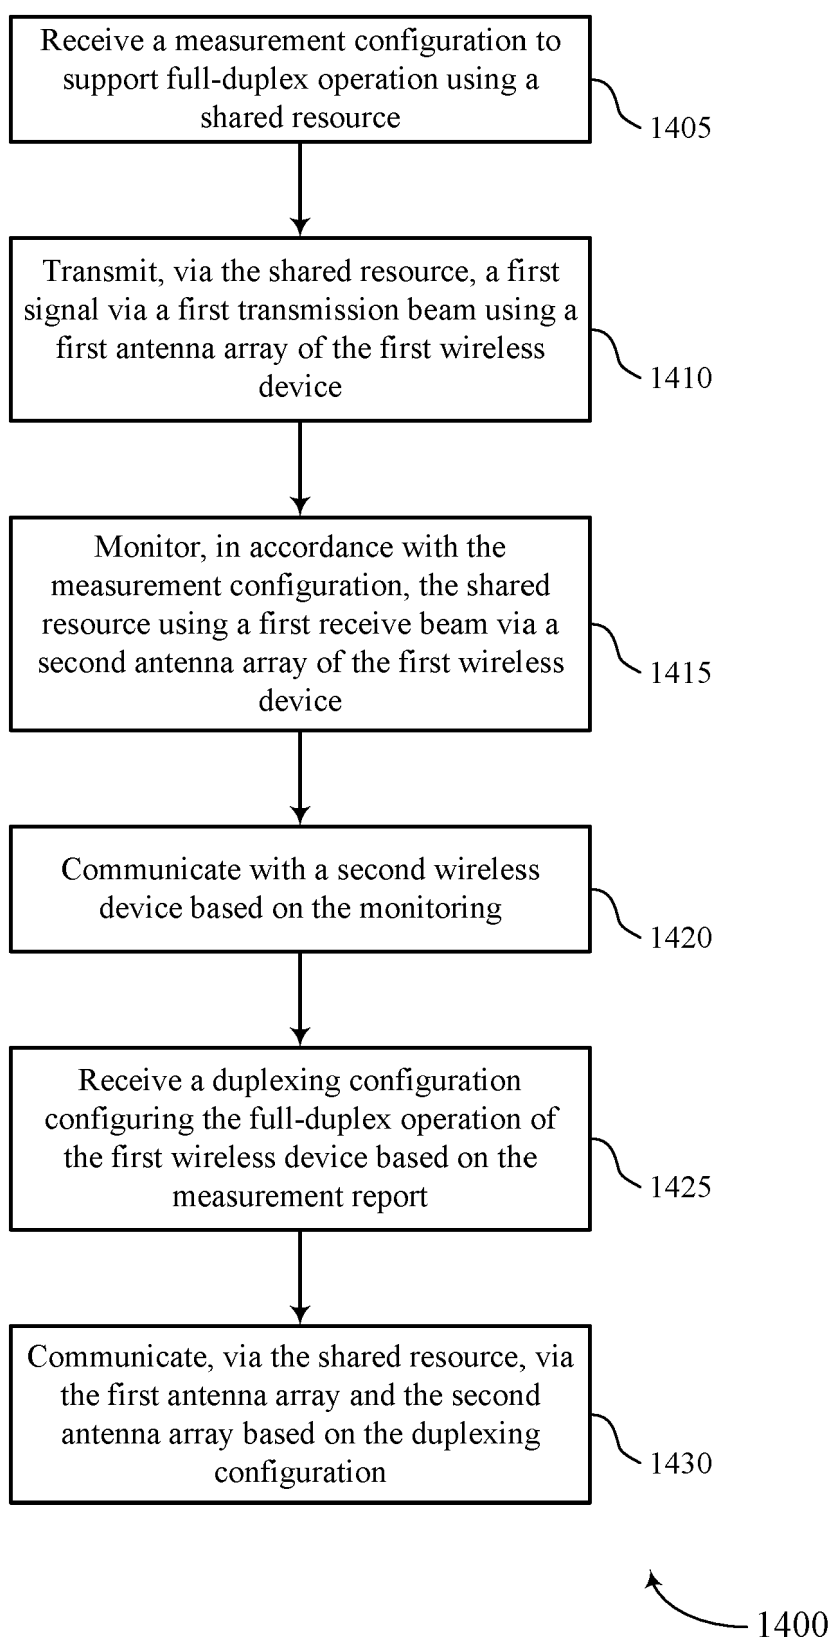 Receive a measurement configuration to
support full-duplex operation using a
shared resource
1405
Transmit, via the shared resource, a first
signal via a first transmission beam using a
first antenna array of the first wireless
device
1410
Monitor, in accordance with the
measurement configuration, the shared
resource using a first receive beam via a
second antenna array of the first wireless
device
1415
Communicate with a second wireless
device based on the monitoring
1420
Receive a duplexing configuration
configuring the full-duplex operation of
the first wireless device based on the
measurement report
1425
Communicate, via the shared resource, via
the first antenna array and the second
antenna array based on the duplexing
configuration
1430
1400